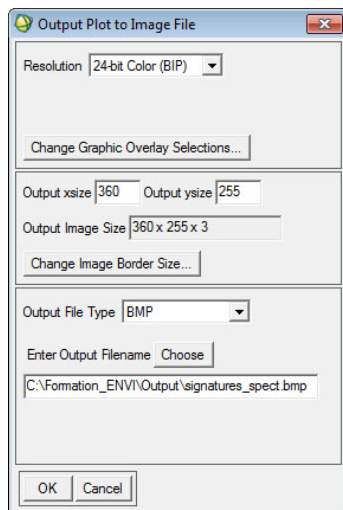 Output Plot to Image File
Resolution 24-bit Color (BIP)
Change Graphic Overlay Selections...
Output xsize 360 Output ysize 255
Output Image Size 360 x 255 x 3
Change Image Border Size...
Output File Type BMP
Enter Output Filename Choose
C:\Formation_ENVI\Output\signatures_spect.bmp
OK Cancel